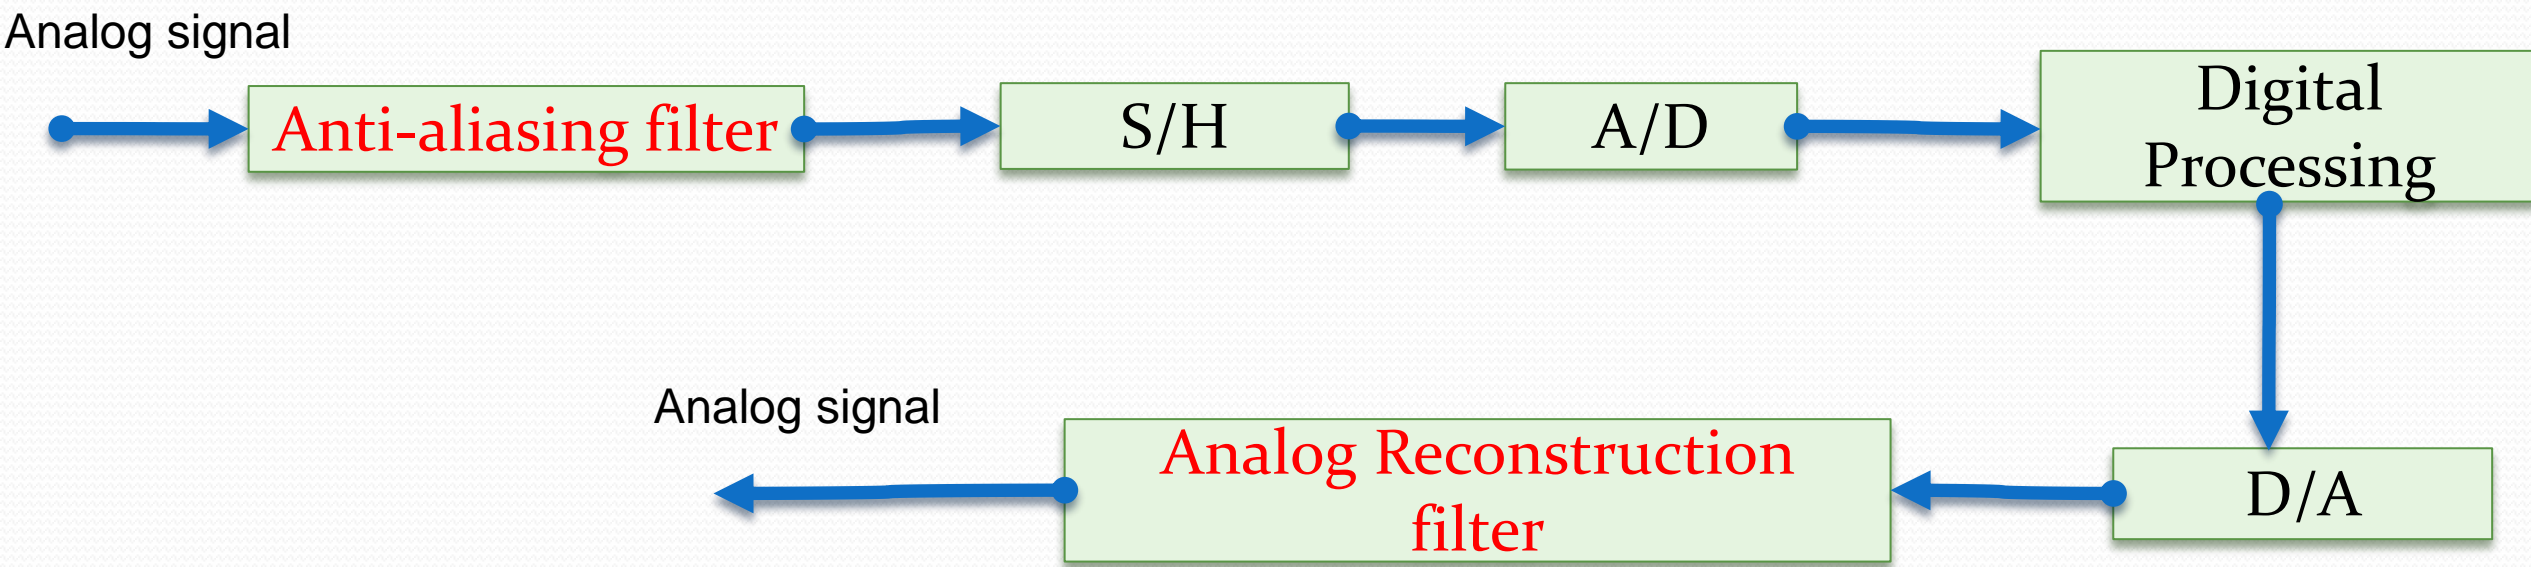 Analog signal
Anti-aliasing filter
S/H
A/D
Digital
Processing
Analog signal
Analog Reconstruction
filter
D/A